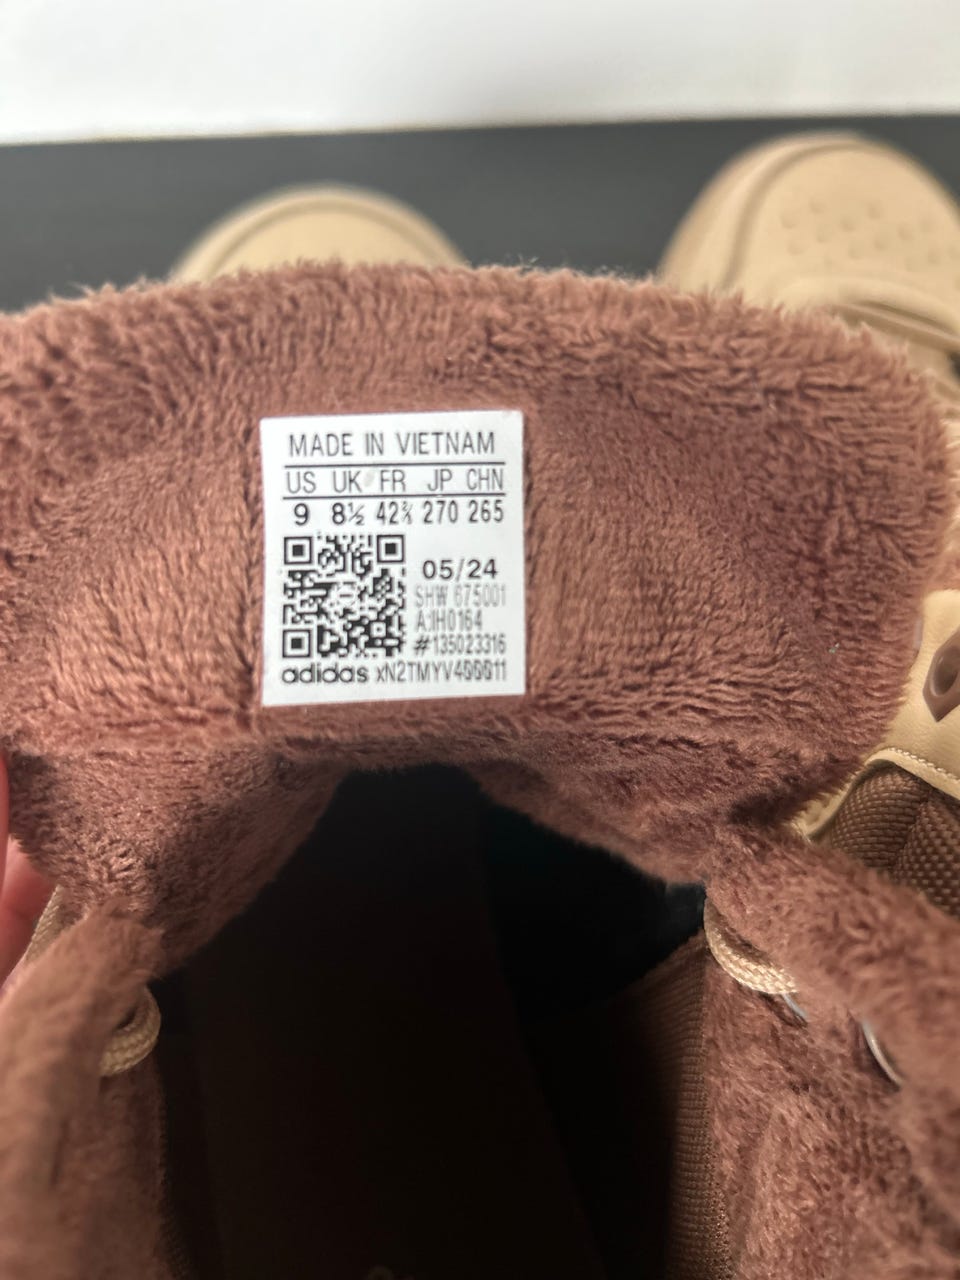 MADE IN VIETNAM
US UK FR JP CHN
9 8½ 42⅔ 270 265
05/24
SHW 675001
A:IH0164
#135023316
adidas xN2TMYV400011